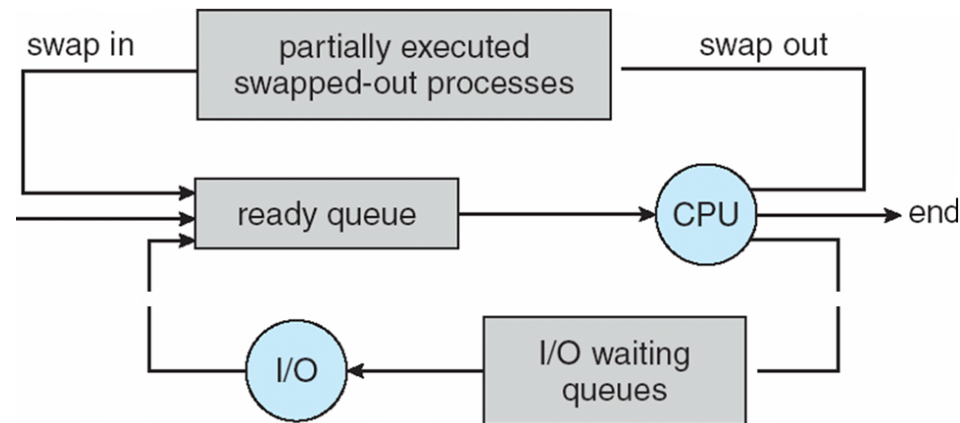 swap in
partially executed
swapped-out processes
swap out
ready queue
CPU
end
I/O
I/O waiting
queues